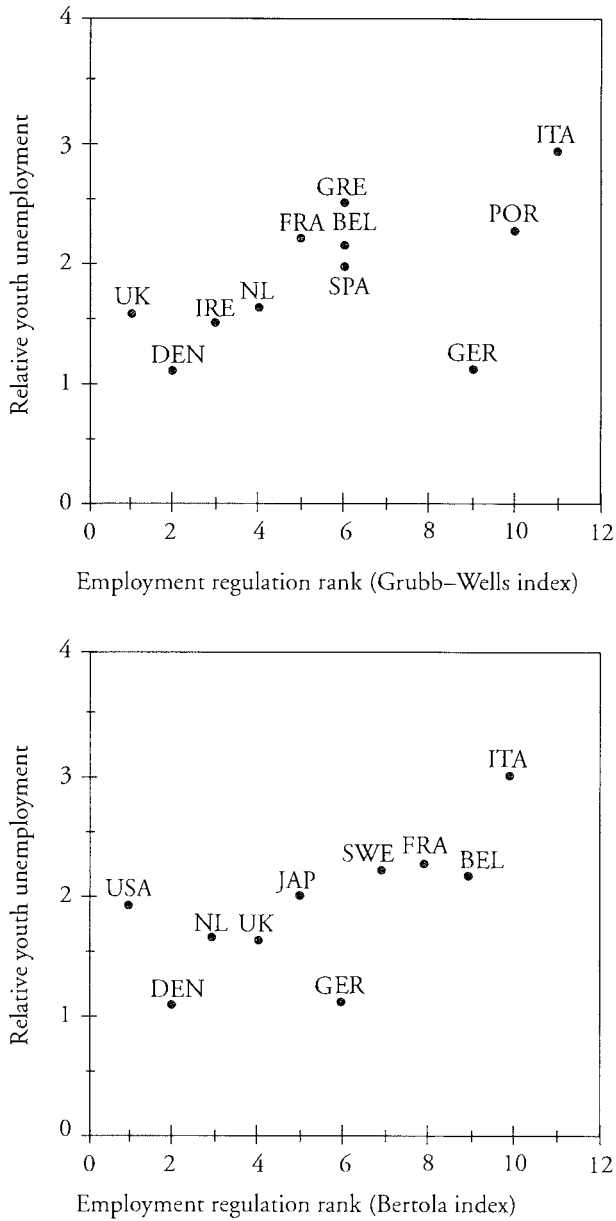 4
3
2
1
0
Relative youth unemployment
ITA
GRE
FRA BEL
POR
SPA
UK
IRE
NL
DEN
GER
0 2 4 6 8 10 12
Employment regulation rank (Grubb–Wells index)
4
3
2
1
0
Relative youth unemployment
ITA
SWE
FRA
BEL
USA
JAP
NL
UK
DEN
GER
0 2 4 6 8 10 12
Employment regulation rank (Bertola index)